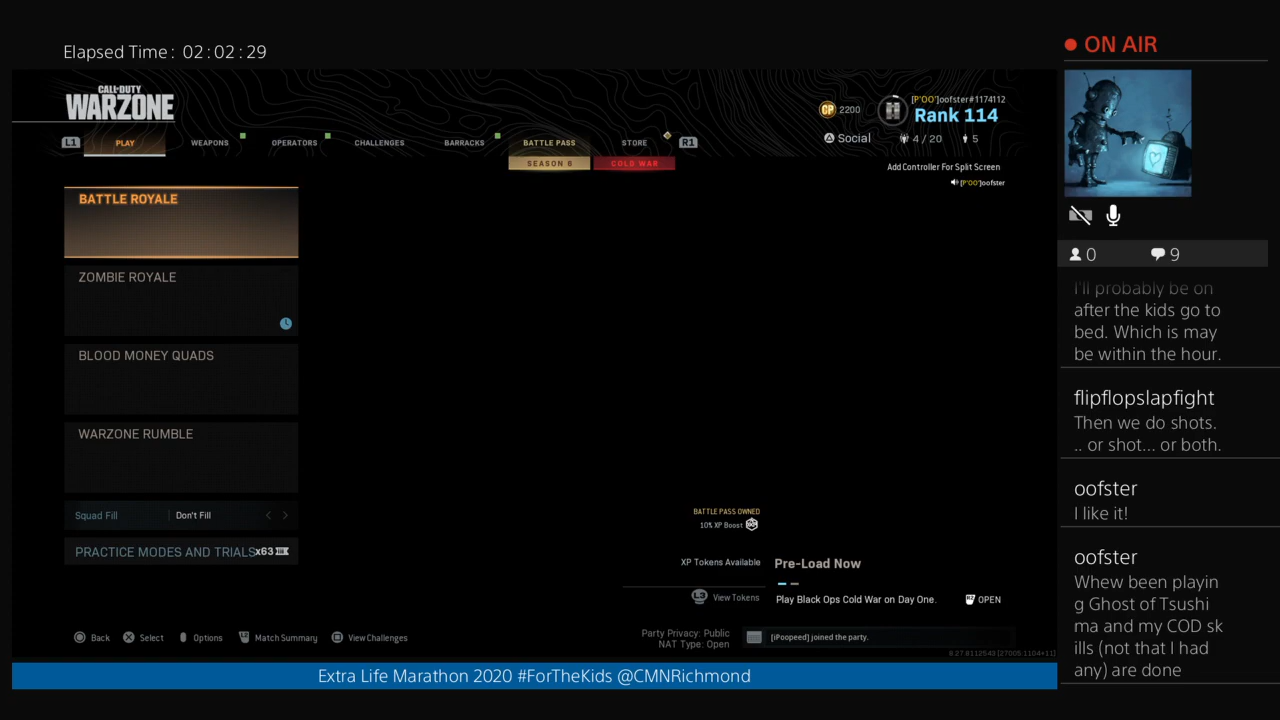 Elapsed Time: 02:02:29
ON AIR
CALL OF DUTY
WARZONE
CP 2200
[P'OO']oofster#1174112
Rank 114
Social
4 / 20
5
L1
PLAY
WEAPONS
OPERATORS
CHALLENGES
BARRACKS
BATTLE PASS
STORE
R1
SEASON 6
COLD WAR
Add Controller For Split Screen
[P'OO']oofster
BATTLE ROYALE
ZOMBIE ROYALE
BLOOD MONEY QUADS
WARZONE RUMBLE
Squad Fill
Don't Fill
PRACTICE MODES AND TRIALS
x63
BATTLE PASS OWNED
10% XP Boost
XP Tokens Available
L3 View Tokens
Pre-Load Now
Play Black Ops Cold War on Day One.
R2 OPEN
Back
Select
Options
Match Summary
View Challenges
Party Privacy: Public
NAT Type: Open
[iPoopeed] joined the party.
Extra Life Marathon 2020 #ForTheKids @CMNRichmond
0
9
I'll probably be on
after the kids go to
bed. Which is may
be within the hour.
flipflopslapfight
Then we do shots.
.. or shot... or both.
oofster
I like it!
oofster
Whew been playin
g Ghost of Tsushi
ma and my COD sk
ills (not that I had
any) are done